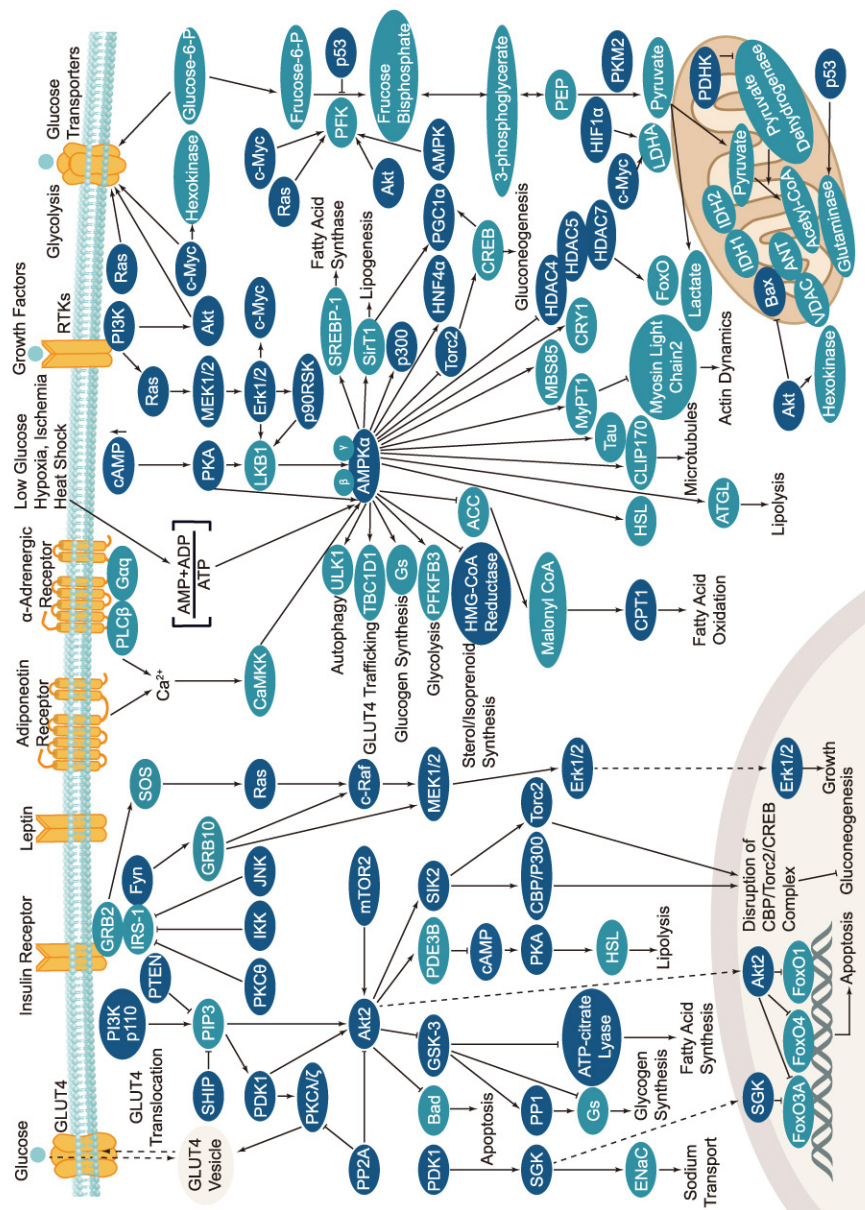 Glucose
GLUT4
Insulin Receptor
Leptin
Adiponeotin
Receptor
α-Adrenergic
Receptor
Low Glucose
Hypoxia, Ischemia
Heat Shock
Growth Factors
RTKs
Glycolysis
Glucose
Transporters
GLUT4
Translocation
GLUT4
Vesicle
PI3K
p110
PTEN
GRB2
IRS-1
Fyn
SOS
SHIP
PIP3
GRB10
PKCθ
IKK
JNK
Ras
PDK1
PKCλ/ζ
PP2A
Akt2
mTOR2
c-Raf
MEK1/2
Erk1/2
PDK1
SGK
ENaC
Sodium
Transport
Bad
Apoptosis
GSK-3
PP1
Gs
Glycogen Synthesis
ATP-citrate
Lyase
Fatty Acid
Synthesis
PDE3B
cAMP
PKA
HSL
Lipolysis
SIK2
CBP/P300
Torc2
Disruption of
CBP/Torc2/CREB
Complex
Gluconeogenesis
Erk1/2
Growth
SGK
Akt2
FoxO3A
FoxO4
FoxO1
Apoptosis
PLCβ
Gαq
Ca²⁺
CaMKK
AMP+ADP
ATP
cAMP
PKA
LKB1
PI3K
Ras
MEK1/2
Erk1/2
p90RSK
c-Myc
Akt
Ras
c-Myc
Hexokinase
Glucose-6-P
β
γ
AMPKα
Autophagy
ULK1
GLUT4 Trafficking
TBC1D1
Glucogen Synthesis
Gs
Glycolysis
PFKFB3
Sterol/Isoprenoid
Synthesis
HMG-CoA
Reductase
ACC
Malonyl CoA
CPT1
Fatty Acid
Oxidation
SREBP-1
Fatty Acid
Synthase
SirT1
Lipogenesis
p300
HNF4α
PGC1α
Torc2
CREB
Gluconeogenesis
HDAC4
HDAC5
HDAC7
FoxO
CRY1
MBS85
MyPT1
Myosin Light
Chain2
Actin Dynamics
Tau
CLIP170
Microtubules
HSL
ATGL
Lipolysis
Fructose-6-P
c-Myc
Ras
PFK
p53
Akt
AMPK
Frucose
Bisphosphate
3-phosphoglycerate
PEP
PKM2
HIF1α
c-Myc
LDHA
Pyruvate
Lactate
PDHK
Pyruvate
Pyruvate
Dehydrogenase
IDH2
IDH1
Acetyl-CoA
Bax
ANT
VDAC
Glutaminase
p53
Akt
Hexokinase